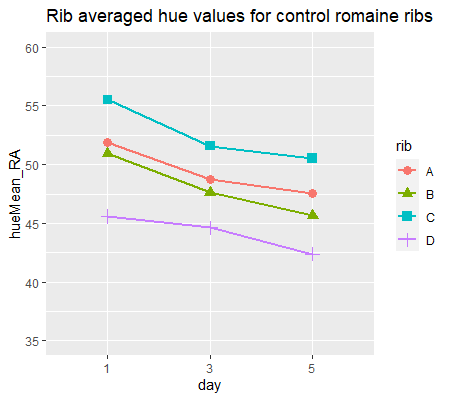 Rib averaged hue values for control romaine ribs
hueMean_RA
60
55
50
45
40
35
1 3 5
day
rib
A
B
C
D